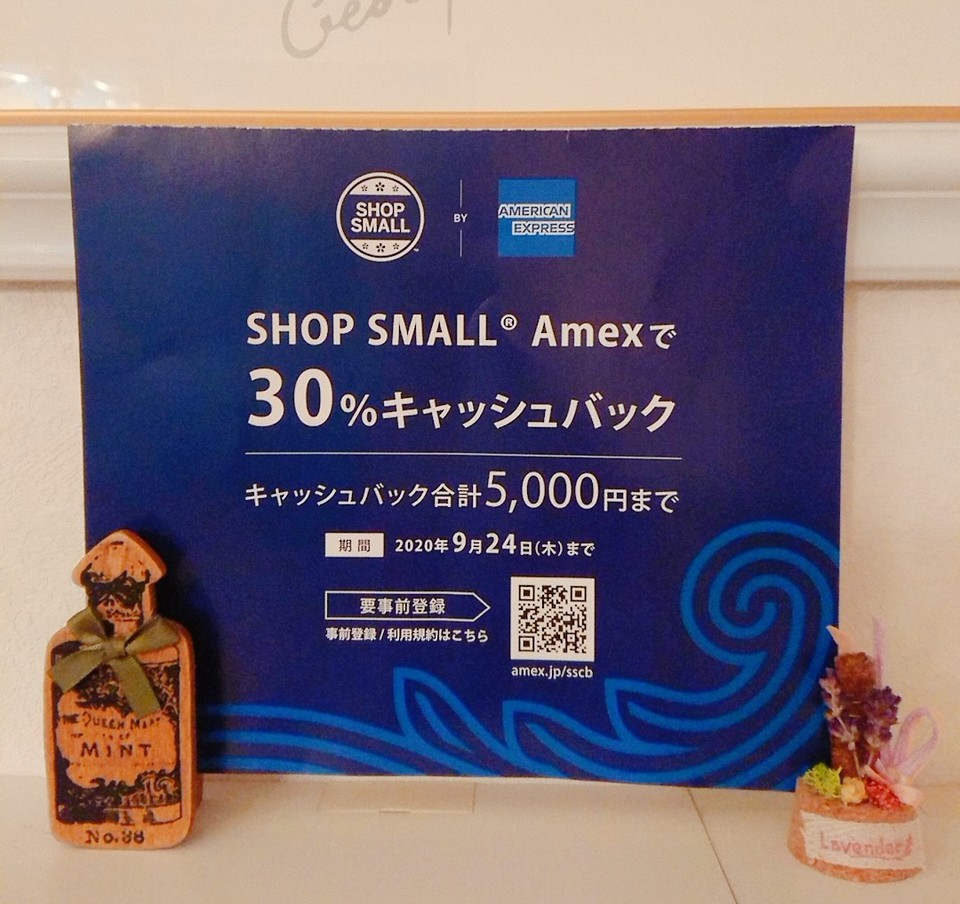 SHOP
SMALL
BY
AMERICAN
EXPRESS
SHOP SMALL® Amexで
30%キャッシュバック
キャッシュバック合計5,000円まで
期間 2020年9月24日(木)まで
要事前登録
事前登録/利用規約はこちら
amex.jp/sscb
THE QUEEN MARY
MINT
No.38
Lavender